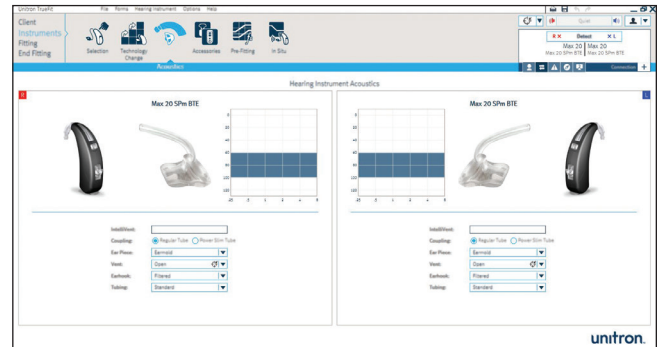 Unitron TrueFit
File Forms Hearing Instrument Options Help
Client
Instruments
Fitting
End Fitting
Selection
Technology Change
Acoustics
Accessories
Pre-Fitting
In Situ
Quiet
R X Detect X L
Max 20 Max 20
Max 20 SPm BTE Max 20 SPm BTE
Connection +
Hearing Instrument Acoustics
R
L
Max 20 SPm BTE
Max 20 SPm BTE
IntelliVent:
Coupling: Regular Tube Power Slim Tube
Ear Piece: Earmold
Vent: Open
Earhook: Filtered
Tubing: Standard
IntelliVent:
Coupling: Regular Tube Power Slim Tube
Ear Piece: Earmold
Vent: Open
Earhook: Filtered
Tubing: Standard
unitron.